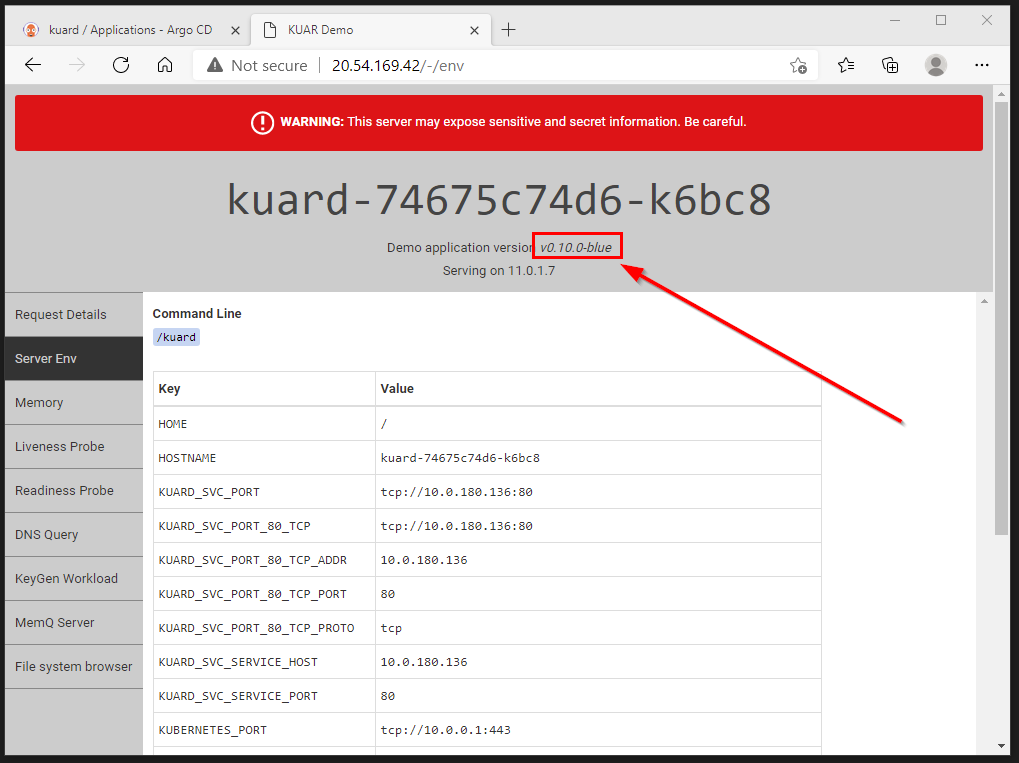 kuard / Applications - Argo CD
KUAR Demo
Not secure
20.54.169.42/-/env
WARNING: This server may expose sensitive and secret information. Be careful.
kuard-74675c74d6-k6bc8
Demo application version v0.10.0-blue
Serving on 11.0.1.7
Request Details
Server Env
Memory
Liveness Probe
Readiness Probe
DNS Query
KeyGen Workload
MemQ Server
File system browser
Command Line
/kuard
Key Value
HOME /
HOSTNAME kuard-74675c74d6-k6bc8
KUARD_SVC_PORT tcp://10.0.180.136:80
KUARD_SVC_PORT_80_TCP tcp://10.0.180.136:80
KUARD_SVC_PORT_80_TCP_ADDR 10.0.180.136
KUARD_SVC_PORT_80_TCP_PORT 80
KUARD_SVC_PORT_80_TCP_PROTO tcp
KUARD_SVC_SERVICE_HOST 10.0.180.136
KUARD_SVC_SERVICE_PORT 80
KUBERNETES_PORT tcp://10.0.0.1:443